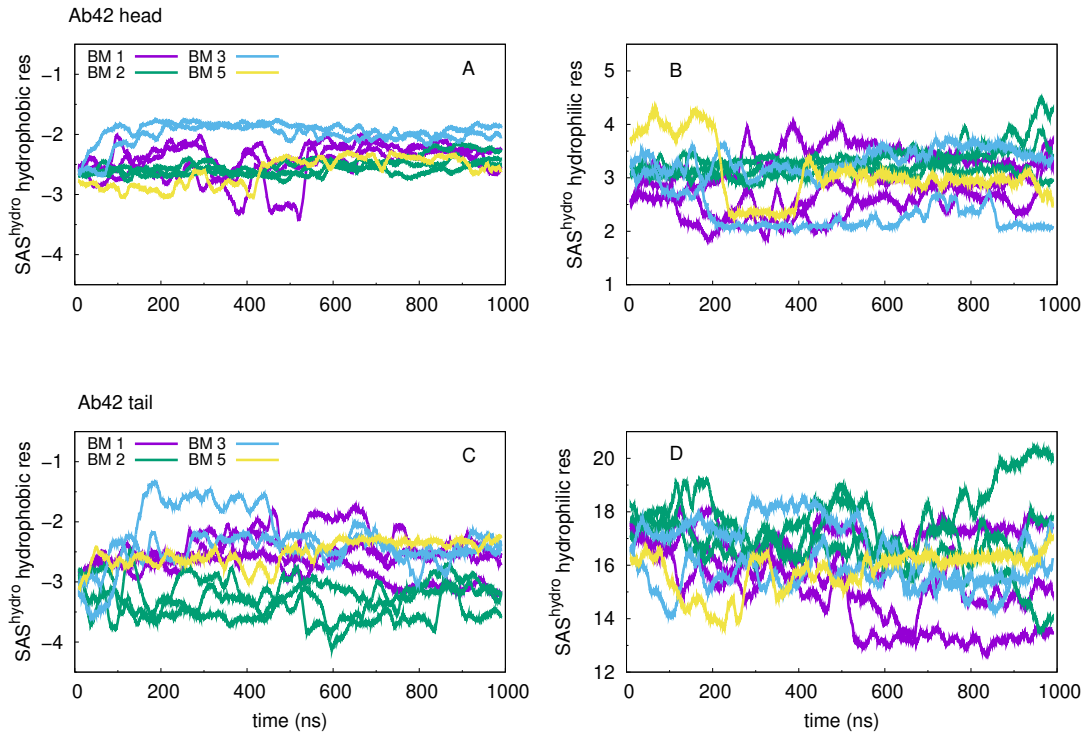 Ab42 head
SAS^hydro hydrophobic res
BM 1 BM 3
BM 2 BM 5
A
−1
−2
−3
−4
0 200 400 600 800 1000
SAS^hydro hydrophilic res
B
5
4
3
2
1
0 200 400 600 800 1000
Ab42 tail
SAS^hydro hydrophobic res
BM 1 BM 3
BM 2 BM 5
C
−1
−2
−3
−4
0 200 400 600 800 1000
time (ns)
SAS^hydro hydrophilic res
D
20
18
16
14
12
0 200 400 600 800 1000
time (ns)